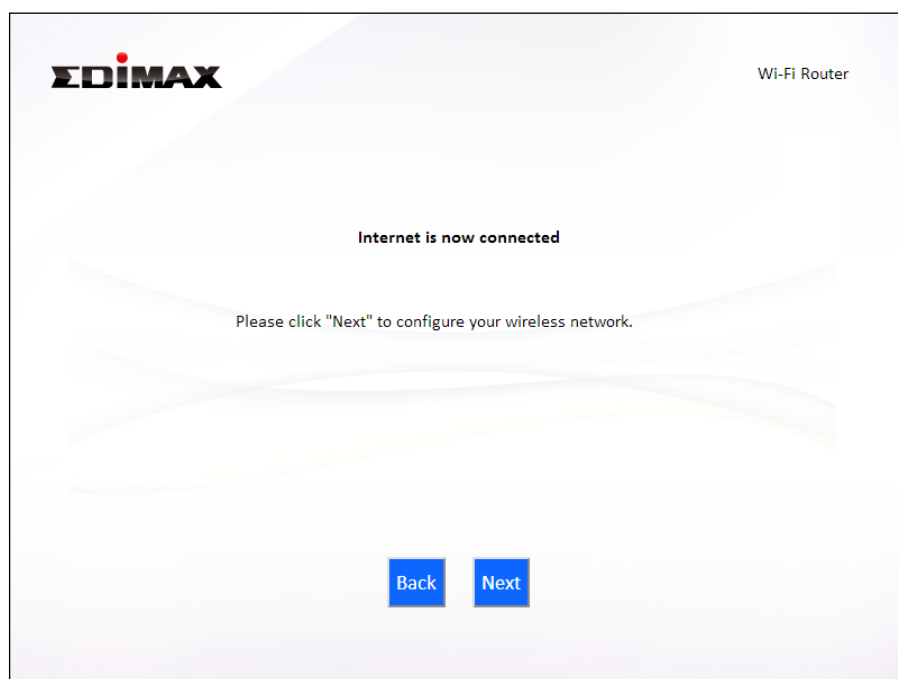 EDIMAX
Wi-Fi Router
Internet is now connected
Please click "Next" to configure your wireless network.
Back
Next